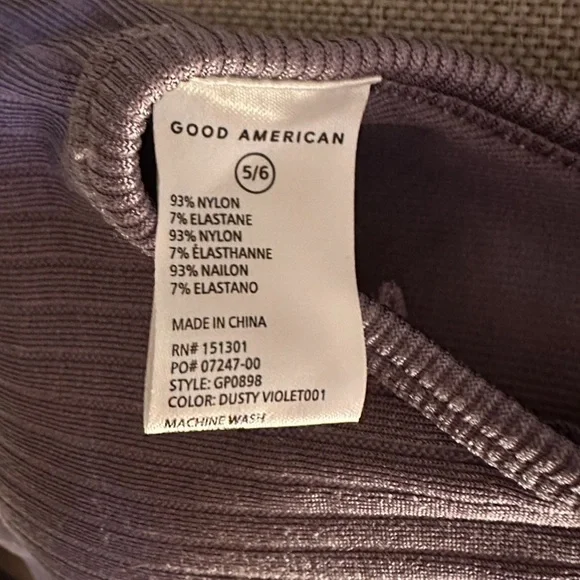 GOOD AMERICAN
5/6
93% NYLON
7% ELASTANE
93% NYLON
7% ÉLASTHANNE
93% NAILON
7% ELASTANO
MADE IN CHINA
RN# 151301
PO# 07247-00
STYLE: GP0898
COLOR: DUSTY VIOLET001
MACHINE WASH